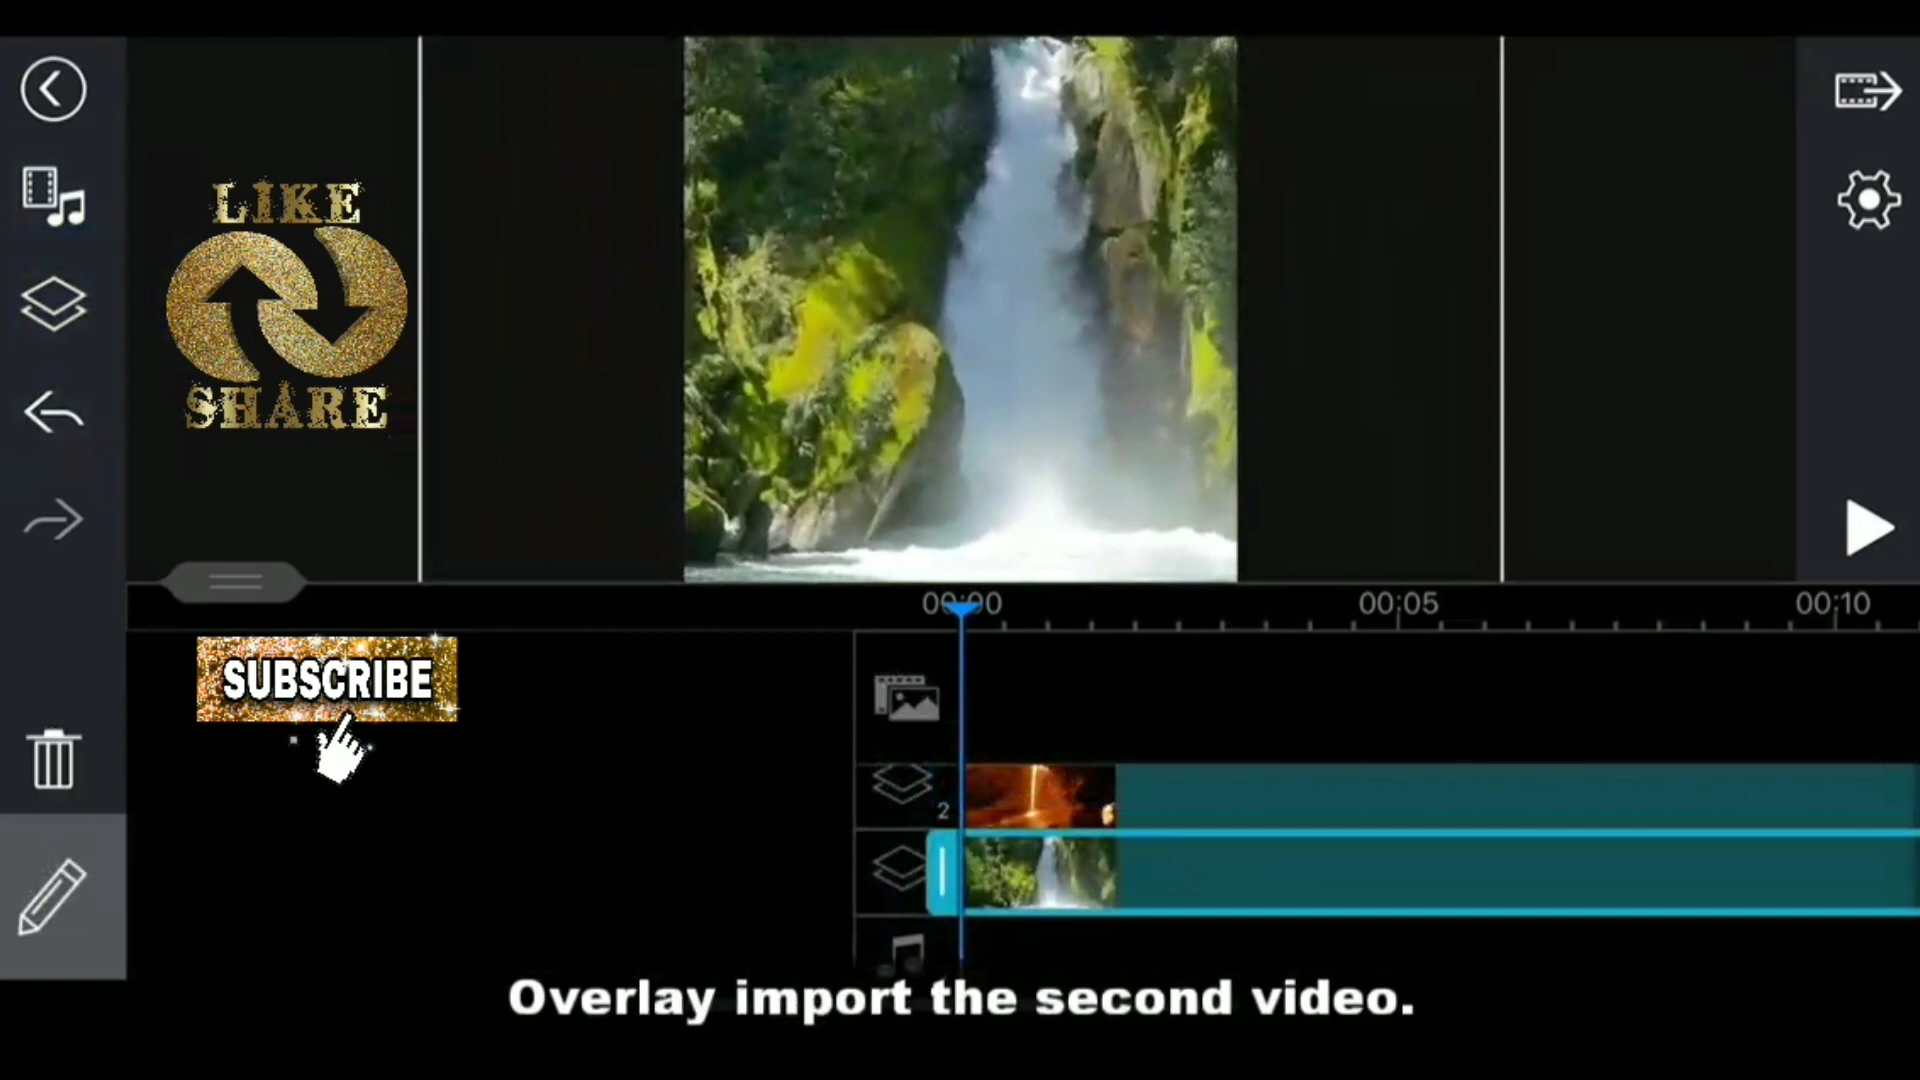 LIKE
SHARE
00:00
00:05
00:10
SUBSCRIBE
2
Overlay import the second video.